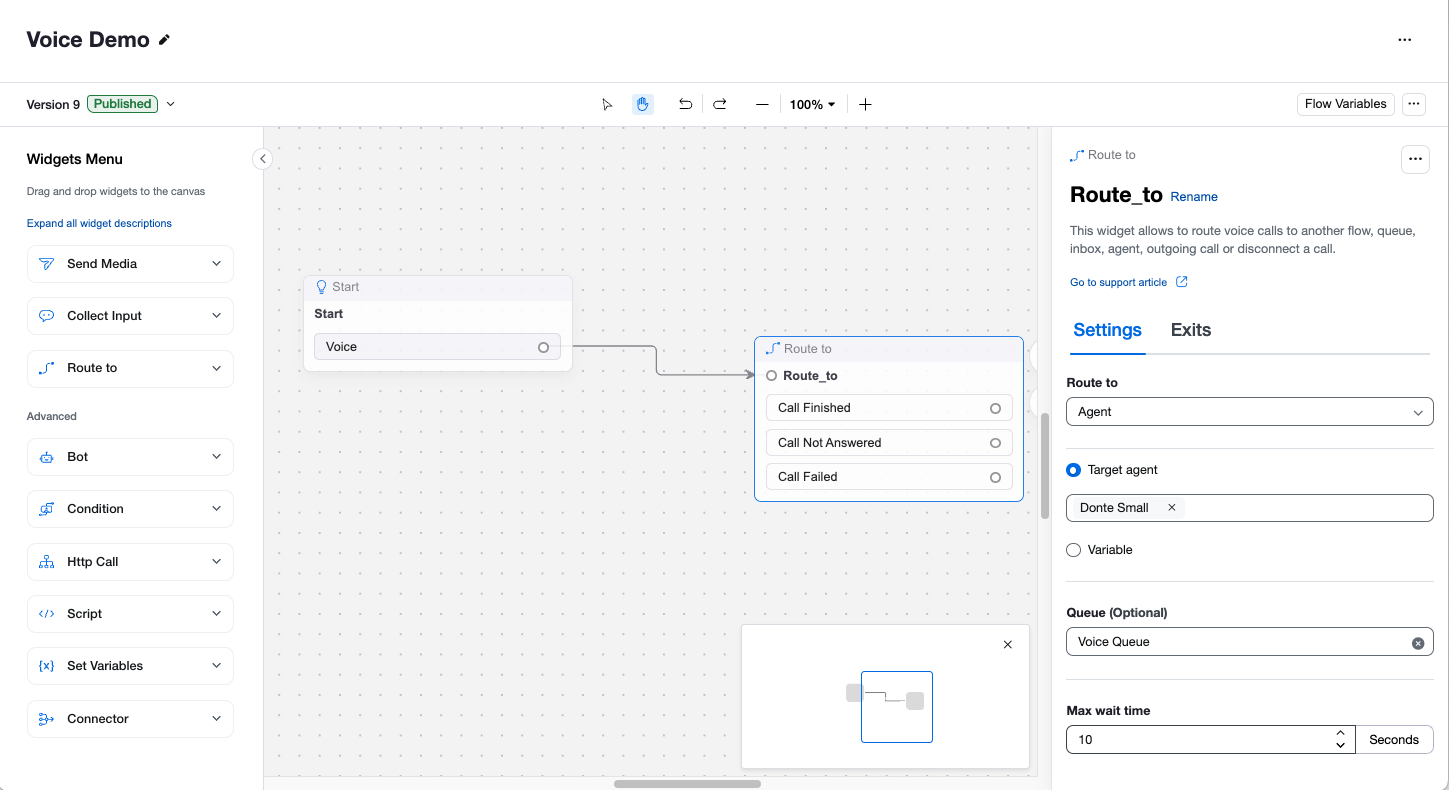 Voice Demo
Version 9 Published
100%
Flow Variables
Widgets Menu
Drag and drop widgets to the canvas
Expand all widget descriptions
Send Media
Collect Input
Route to
Advanced
Bot
Condition
Http Call
Script
Set Variables
Connector
Start
Start
Voice
Route to
Route_to
Call Finished
Call Not Answered
Call Failed
Route to
Route_to Rename
This widget allows to route voice calls to another flow, queue,
inbox, agent, outgoing call or disconnect a call.
Go to support article
Settings Exits
Route to
Agent
Target agent
Donte Small
Variable
Queue (Optional)
Voice Queue
Max wait time
10 Seconds